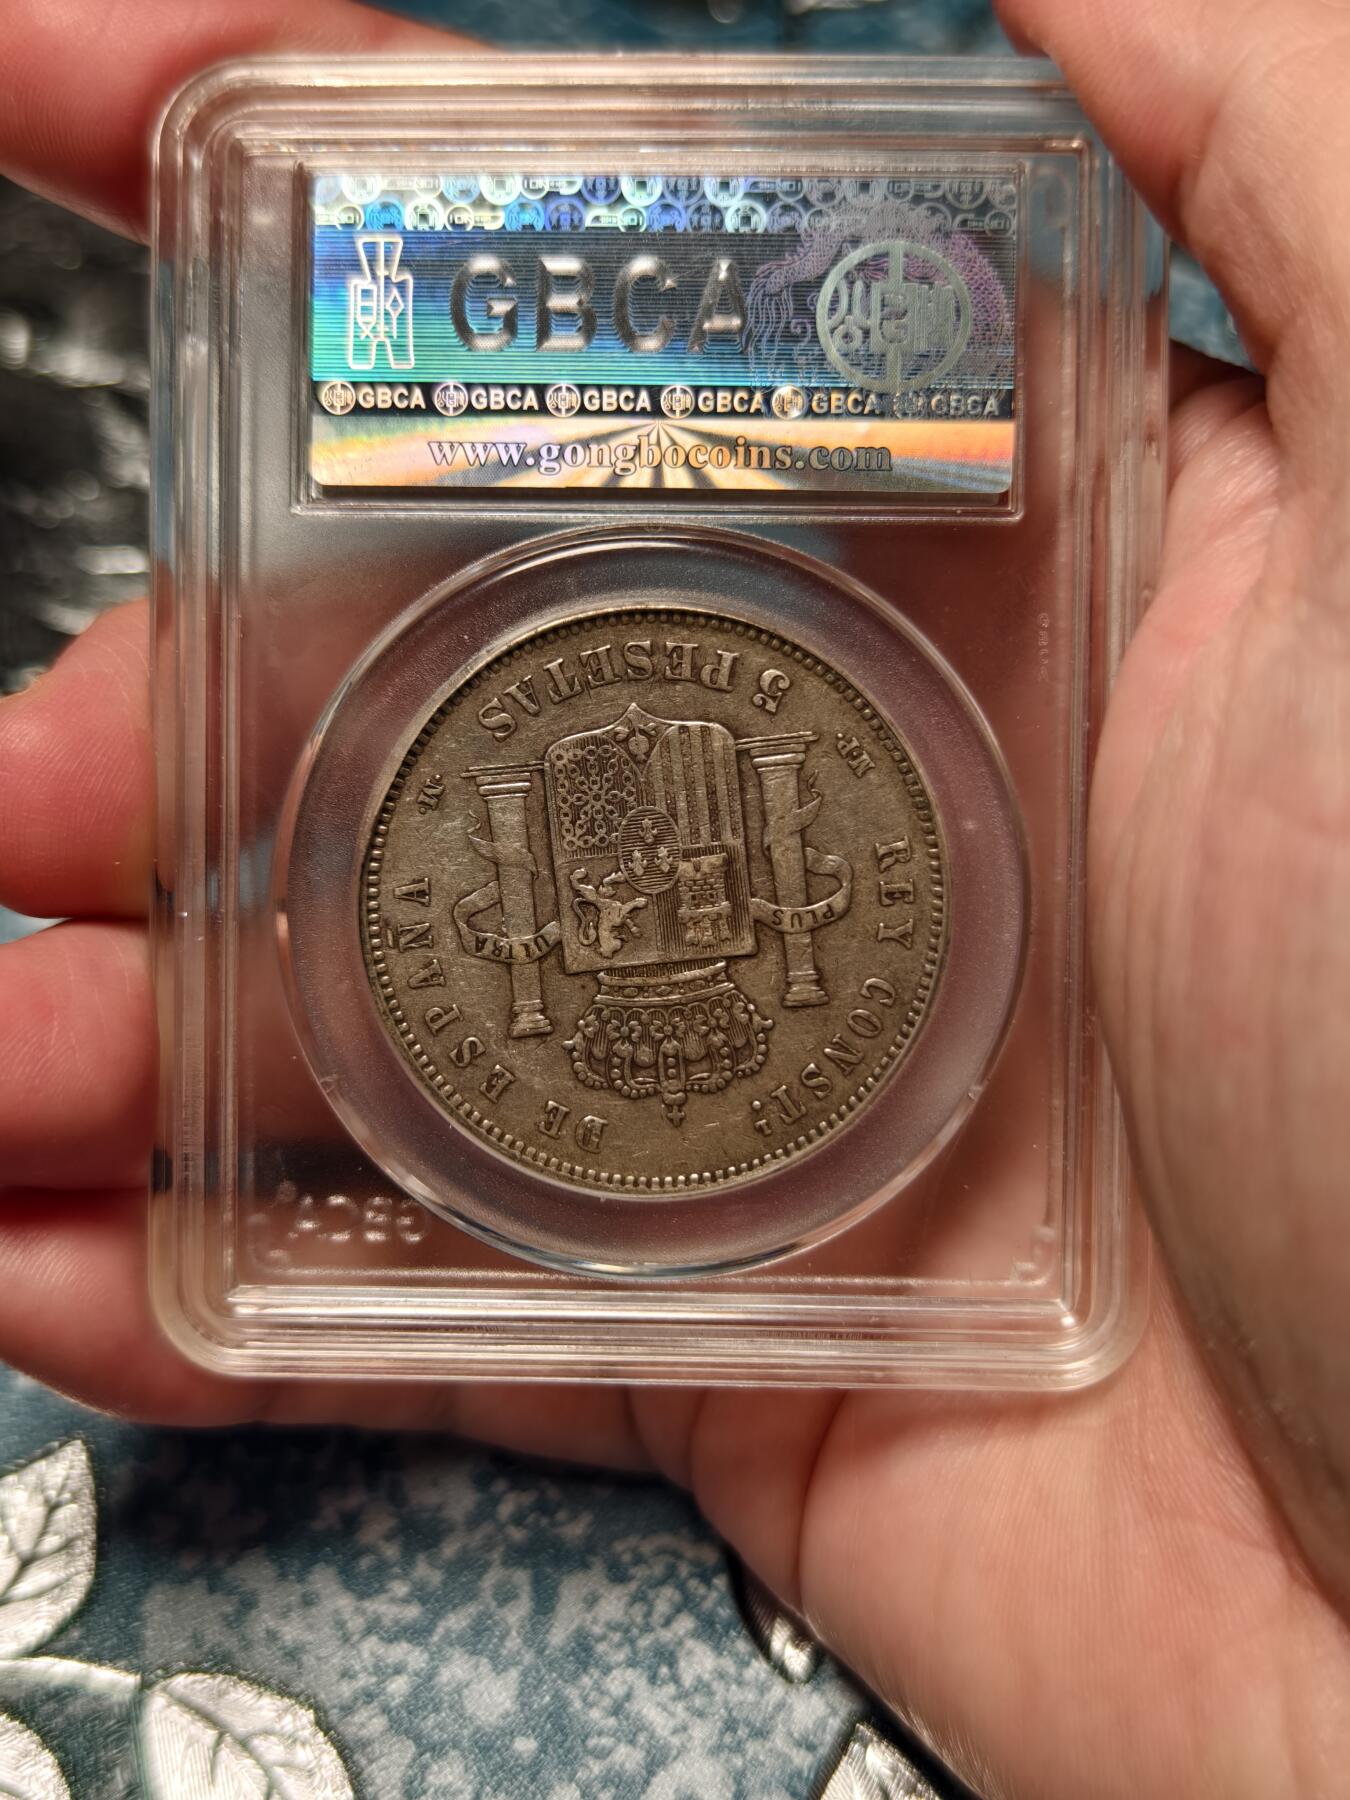 GBCA
GBCA GBCA GBCA GBCA GBCA GBCA
www.gongbocoins.com
REY CONST.L DE ESPAÑA
PLUS
ULTRA
.M. 5 PESETAS M.P.
GBCA